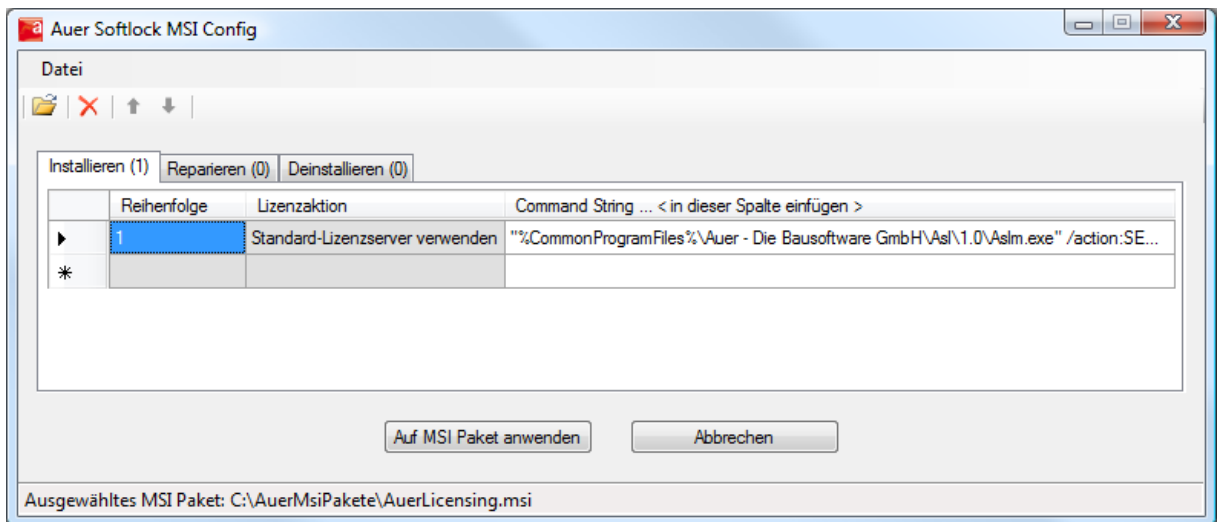 Auer Softlock MSI Config
Datei
Installieren (1) Reparieren (0) Deinstallieren (0)
Reihenfolge Lizenzaktion Command String ... < in dieser Spalte einfügen >
1 Standard-Lizenzserver verwenden "%CommonProgramFiles%\Auer - Die Bausoftware GmbH\Asl\1.0\Aslm.exe" /action:SE...
Auf MSI Paket anwenden Abbrechen
Ausgewähltes MSI Paket: C:\AuerMsiPakete\AuerLicensing.msi